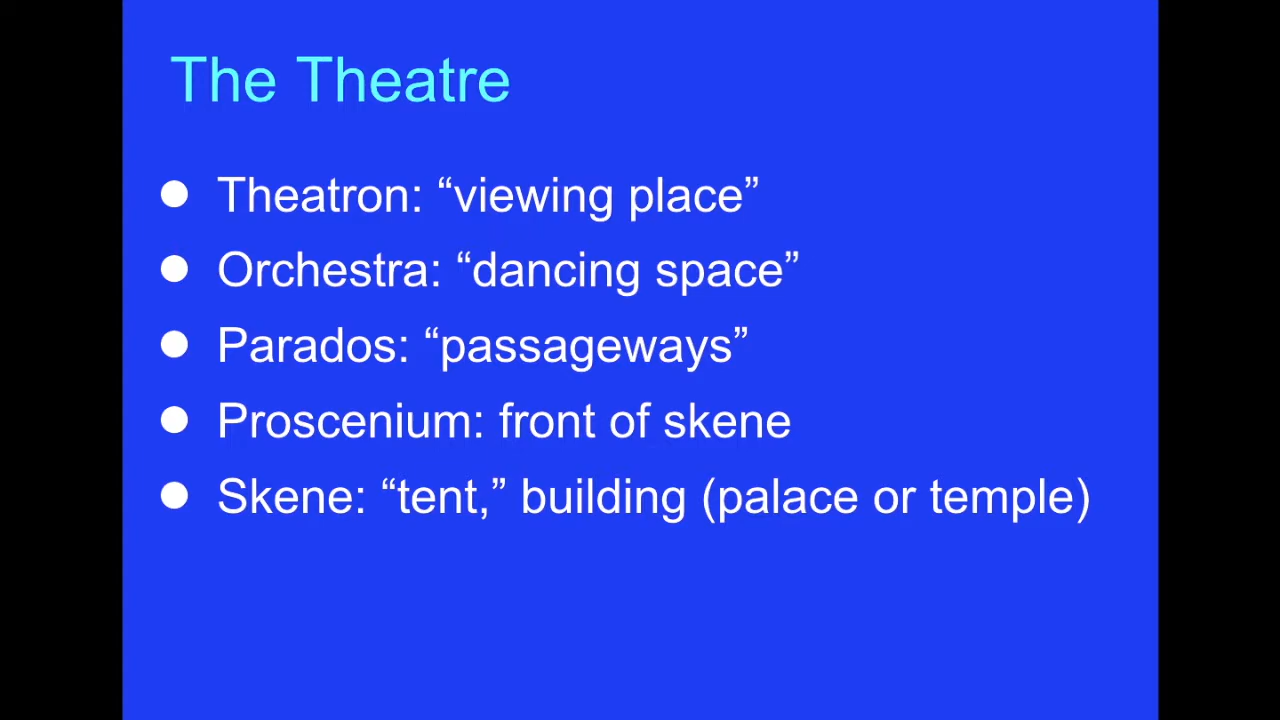 The Theatre
● Theatron: “viewing place”
● Orchestra: “dancing space”
● Parados: “passageways”
● Proscenium: front of skene
● Skene: “tent,” building (palace or temple)